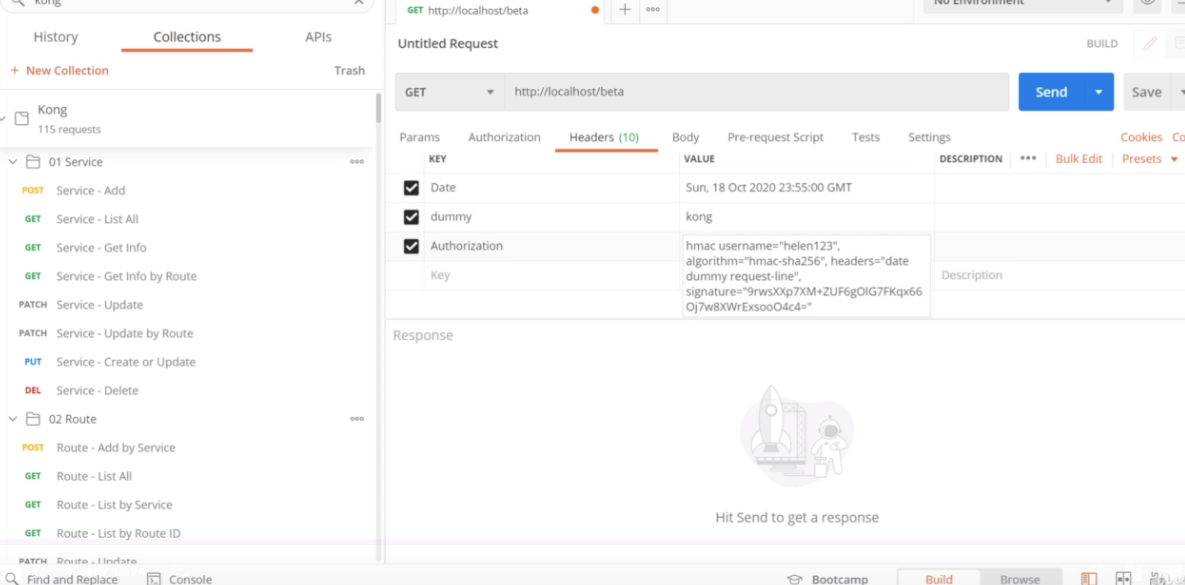 kong
GET http://localhost/beta
No Environment
History Collections APIs
Untitled Request
BUILD
+ New Collection Trash
GET http://localhost/beta Send Save
Kong
115 requests
Params Authorization Headers (10) Body Pre-request Script Tests Settings Cookies Co
KEY VALUE DESCRIPTION Bulk Edit Presets
01 Service
Date Sun, 18 Oct 2020 23:55:00 GMT
POST Service - Add
dummy kong
GET Service - List All
Authorization hmac username="helen123",
algorithm="hmac-sha256", headers="date
dummy request-line",
signature="9rwsXXp7XM+ZUF6gOlG7FKqx66
Oj7w8XWrExsooO4c4="
GET Service - Get Info
Key Description
GET Service - Get Info by Route
PATCH Service - Update
PATCH Service - Update by Route
Response
PUT Service - Create or Update
DEL Service - Delete
02 Route
POST Route - Add by Service
GET Route - List All
GET Route - List by Service
Hit Send to get a response
GET Route - List by Route ID
PATCH Route - Update
Find and Replace Console Bootcamp Build Browse